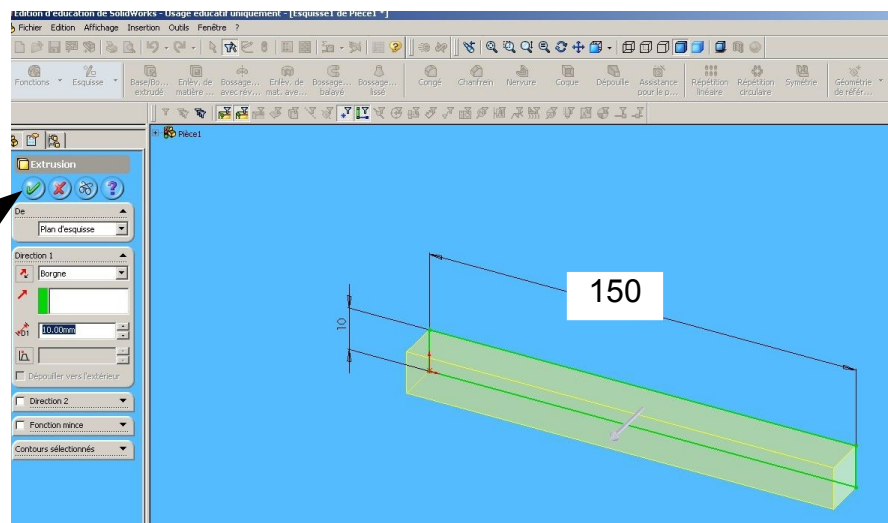 Edition d'éducation de SolidWorks - Usage éducatif uniquement - [Esquisse1 de Pièce1 *]
Fichier Edition Affichage Insertion Outils Fenêtre ?
Fonctions Esquisse Base/Bo... extrudé Enlèv. de matière ... Bossage... avec rév... Enlèv. de mat. ave... Bossage... balayé Bossage... lissé Congé Chanfrein Nervure Coque Dépouille Assistance pour le p... Répétition linéaire Répétition circulaire Symétrie Géométrie de référ...
Pièce1
Extrusion
De
Plan d'esquisse
Direction 1
Borgne
D1 10.00mm
Dépouiller vers l'extérieur
Direction 2
Fonction mince
Contours sélectionnés
150
10